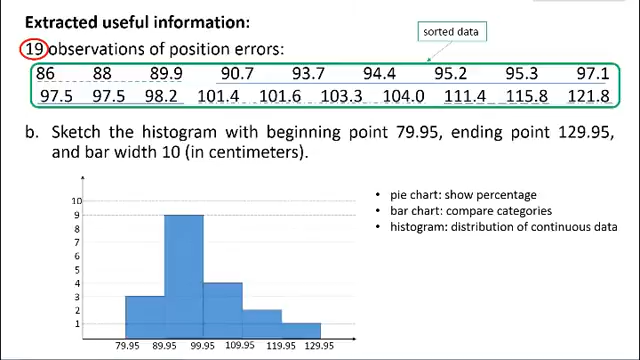 Extracted useful information:
sorted data
19 observations of position errors:
86 88 89.9 90.7 93.7 94.4 95.2 95.3 97.1
97.5 97.5 98.2 101.4 101.6 103.3 104.0 111.4 115.8 121.8
b. Sketch the histogram with beginning point 79.95, ending point 129.95,
and bar width 10 (in centimeters).
• pie chart: show percentage
• bar chart: compare categories
• histogram: distribution of continuous data
10
9
8
7
6
5
4
3
2
1
79.95 89.95 99.95 109.95 119.95 129.95